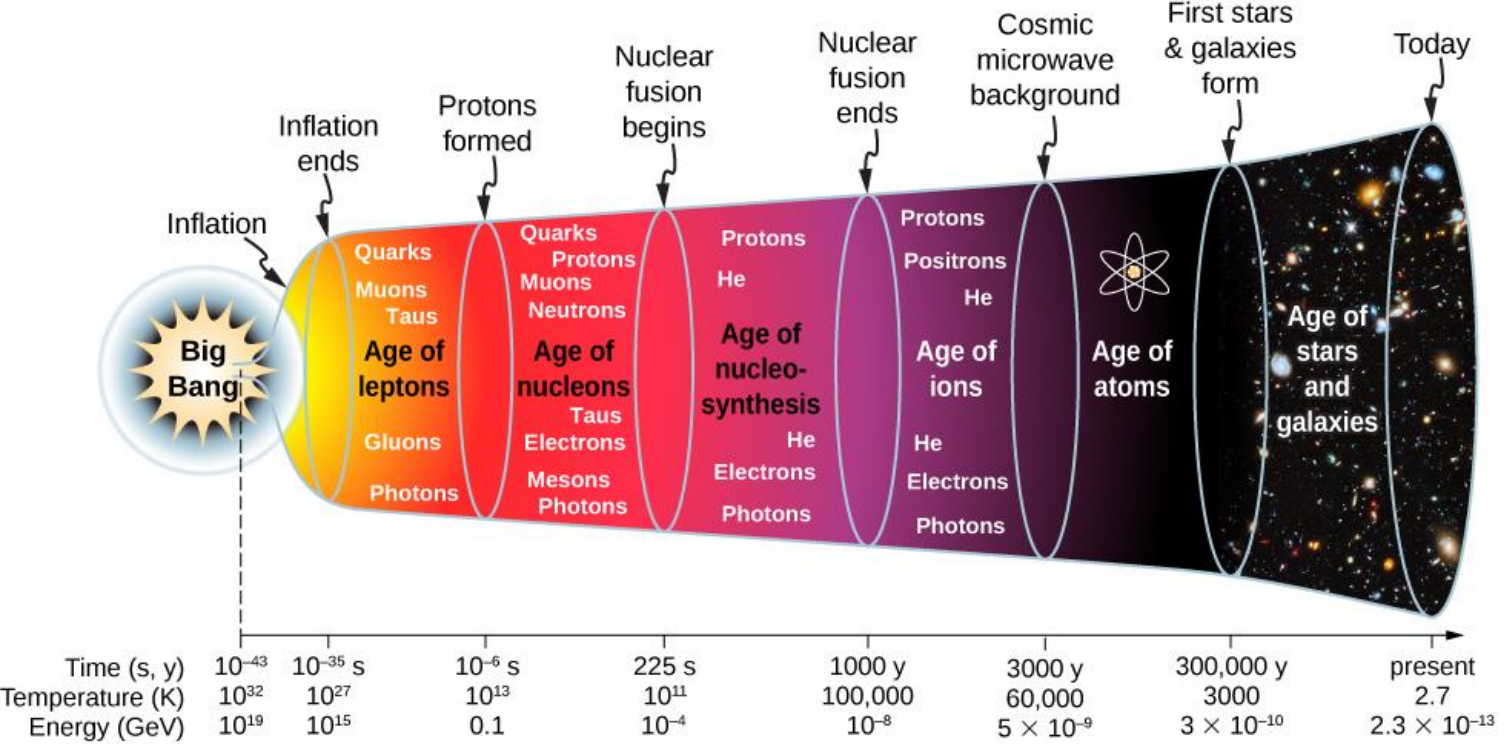 Inflation
Inflation
ends
Protons
formed
Nuclear
fusion
begins
Nuclear
fusion
ends
Cosmic
microwave
background
First stars
& galaxies
form
Today
Big
Bang
Quarks
Muons
Taus
Age of
leptons
Gluons
Photons
Quarks
Protons
Muons
Neutrons
Age of
nucleons
Taus
Electrons
Mesons
Photons
Protons
He
Age of
nucleo-
synthesis
He
Electrons
Photons
Protons
Positrons
He
Age of
ions
He
Electrons
Photons
Age of
atoms
Age of
stars
and
galaxies
Time (s, y) 10⁻⁴³ 10⁻³⁵ s 10⁻⁶ s 225 s 1000 y 3000 y 300,000 y present
Temperature (K) 10³² 10²⁷ 10¹³ 10¹¹ 100,000 60,000 3000 2.7
Energy (GeV) 10¹⁹ 10¹⁵ 0.1 10⁻⁴ 10⁻⁸ 5 × 10⁻⁹ 3 × 10⁻¹⁰ 2.3 × 10⁻¹³